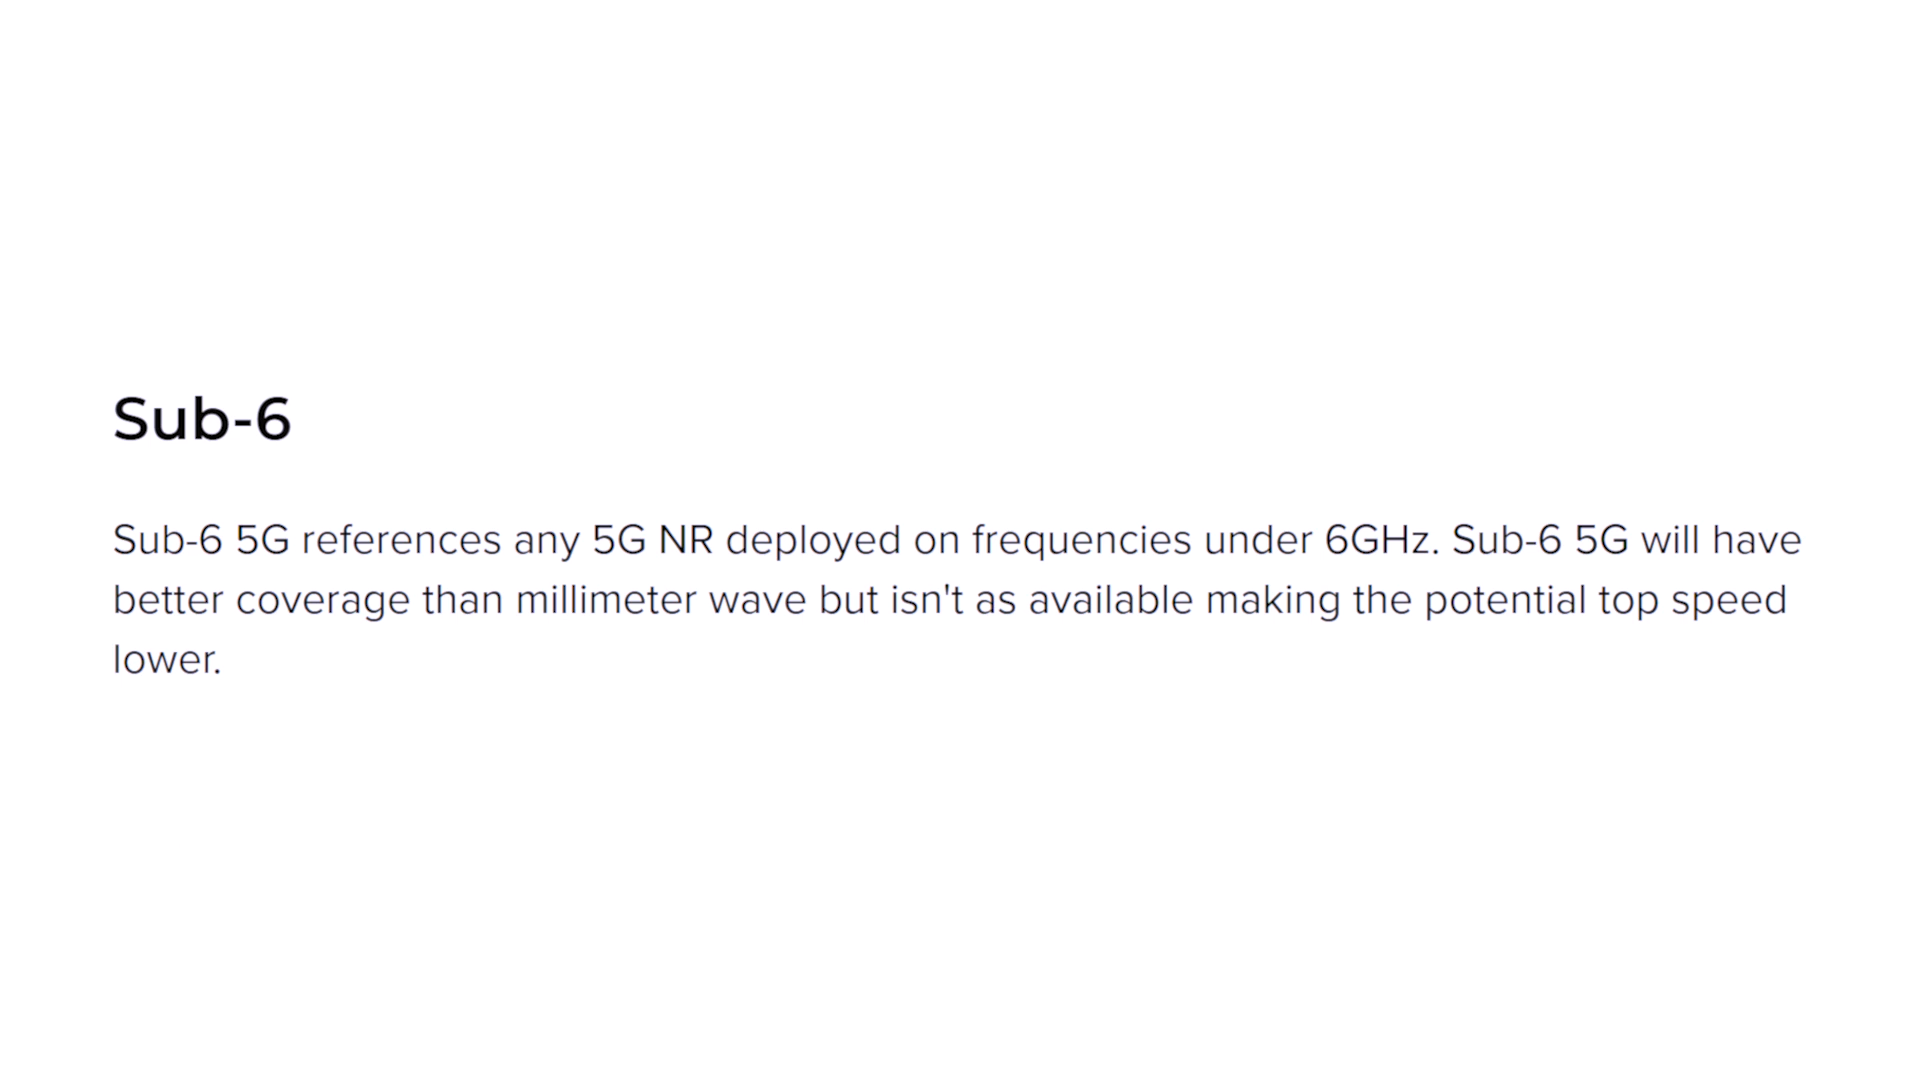 Sub-6
Sub-6 5G references any 5G NR deployed on frequencies under 6GHz. Sub-6 5G will have
better coverage than millimeter wave but isn't as available making the potential top speed
lower.